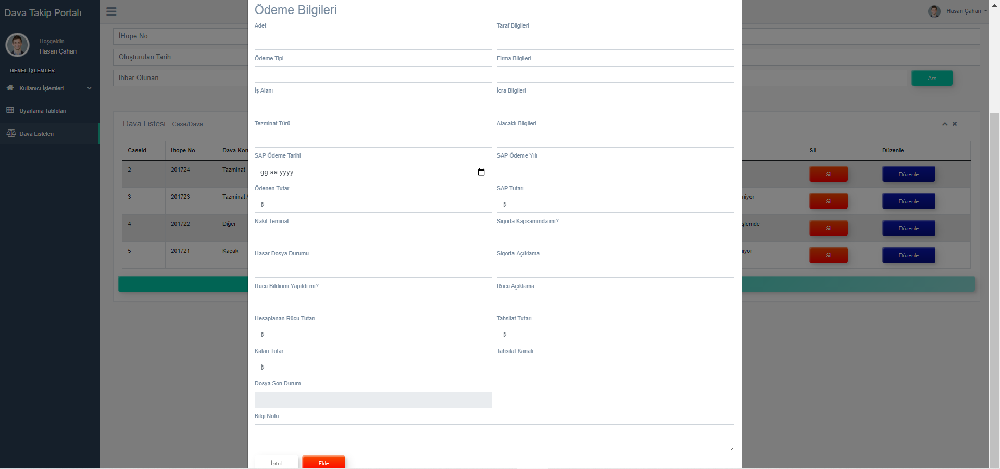 Dava Takip Portalı
Hoşgeldin
Hasan Çahan
GENEL İŞLEMLER
Kullanıcı İşlemleri
Uyarlama Tabloları
Dava Listeleri
Hasan Çahan
İHope No
Oluşturulan Tarih
İhbar Olunan
Ara
Dava Listesi Case/Dava
CaseId Ihope No Dava Kon Sil Düzenle
2 201724 Tazminat Sil Düzenle
3 201723 Tazminat / niyor Sil Düzenle
4 201722 Diğer şlemde Sil Düzenle
5 201721 Kaçak niyor Sil Düzenle
Ödeme Bilgileri
Adet Taraf Bilgileri
Ödeme Tipi Firma Bilgileri
İş Alanı İcra Bilgileri
Tezminat Türü Alacaklı Bilgileri
SAP Ödeme Tarihi SAP Ödeme Yılı
gg.aa.yyyy
Ödenen Tutar SAP Tutarı
₺ ₺
Nakit Teminat Sigorta Kapsamında mı?
Hasar Dosya Durumu Sigorta-Açıklama
Rucu Bildirimi Yapıldı mı? Rucu Açıklama
Hesaplanan Rücu Tutarı Tahsilat Tutarı
₺ ₺
Kalan Tutar Tahsilat Kanalı
₺
Dosya Son Durum
Bilgi Notu
İptal Ekle